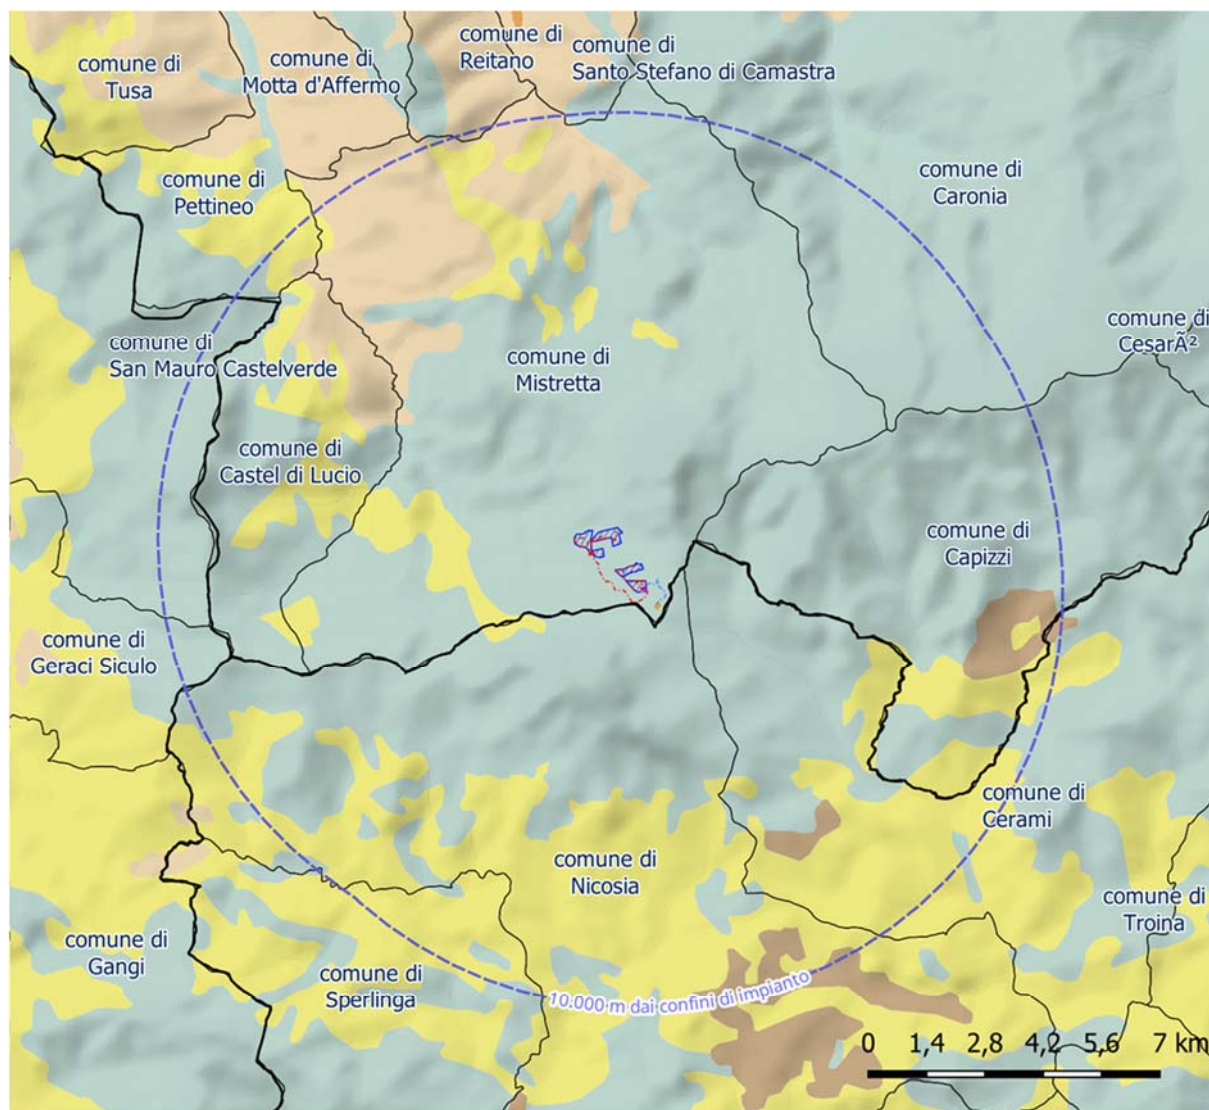 comune di
Tusa
comune di
Motta d'Affermo
comune di
Reitano
comune di
Santo Stefano di Camastra
comune di
Pettineo
comune di
Caronia
comune di
San Mauro Castelverde
comune di
Mistretta
comune di
CesarÃ²
comune di
Castel di Lucio
comune di
Capizzi
comune di
Geraci Siculo
comune di
Cerami
comune di
Nicosia
comune di
Troina
comune di
Gangi
comune di
Sperlinga
10.000 m dai confini di impianto
0 1,4 2,8 4,2 5,6 7 km